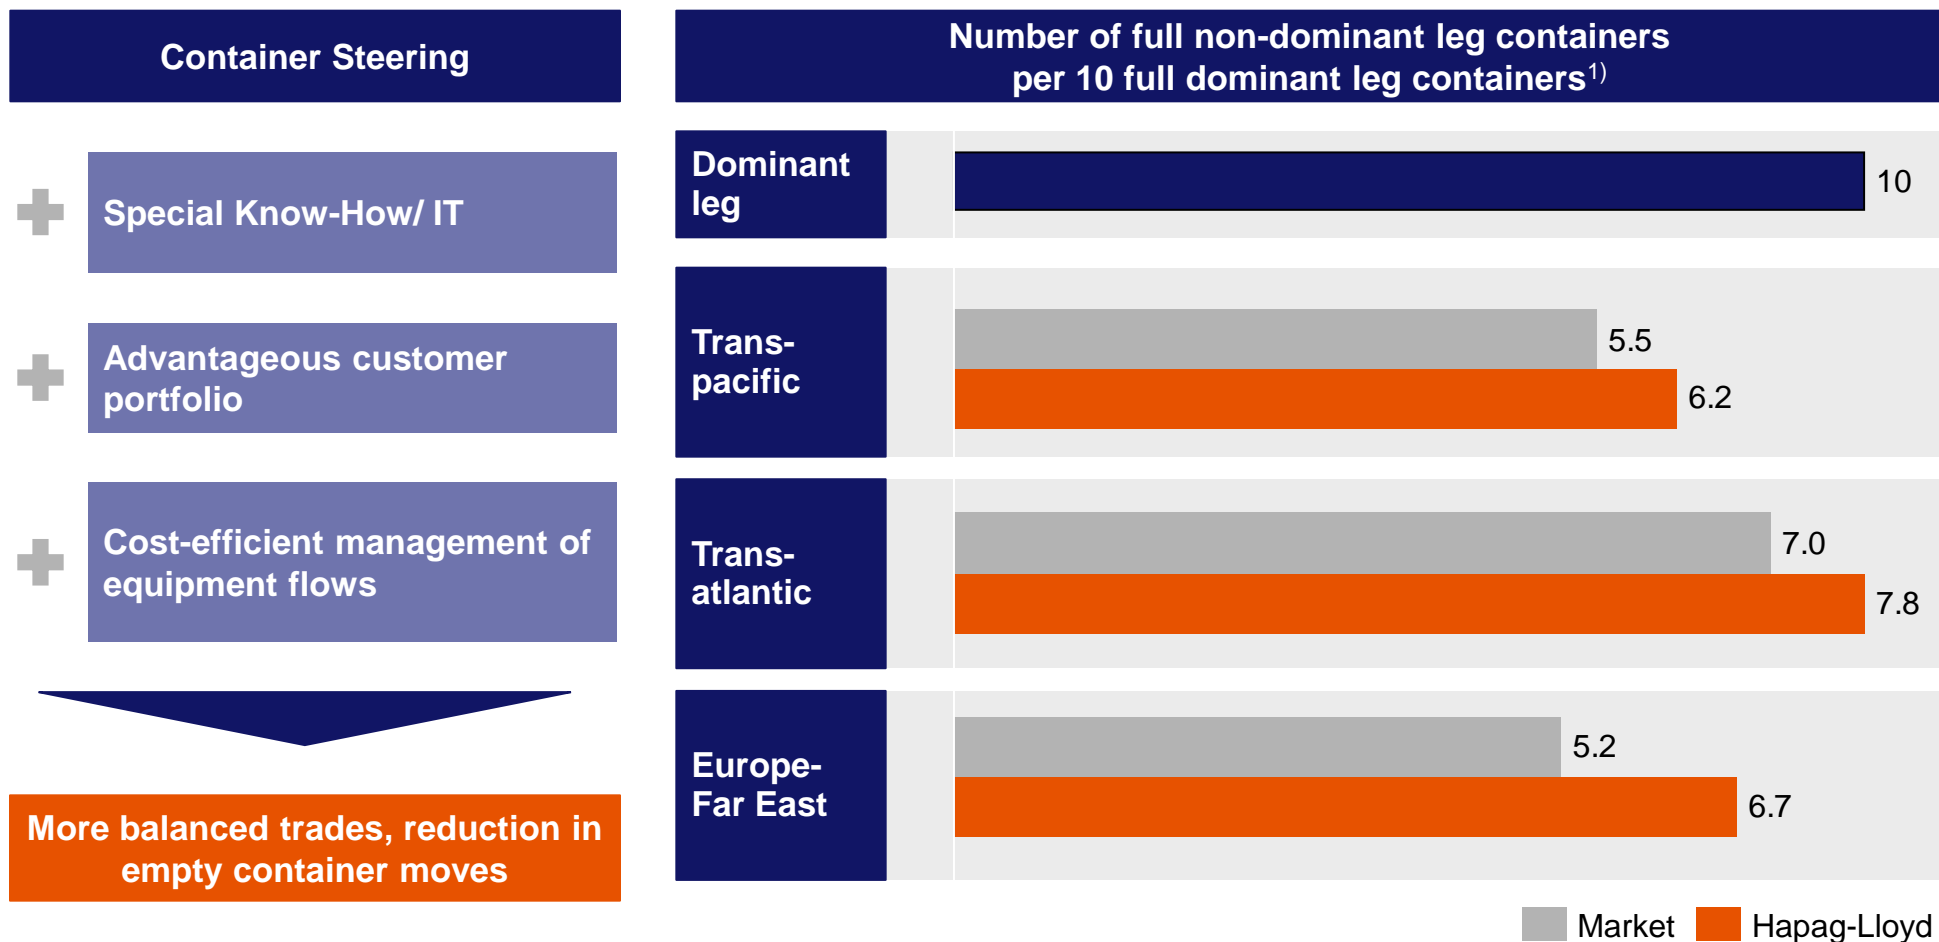 Container Steering
Special Know-How/ IT
Advantageous customer
portfolio
Cost-efficient management of
equipment flows
More balanced trades, reduction in
empty container moves
Number of full non-dominant leg containers
per 10 full dominant leg containers1)
Dominant
leg
10
Trans-
pacific
5.5
6.2
Trans-
atlantic
7.0
7.8
Europe-
Far East
5.2
6.7
Market Hapag-Lloyd